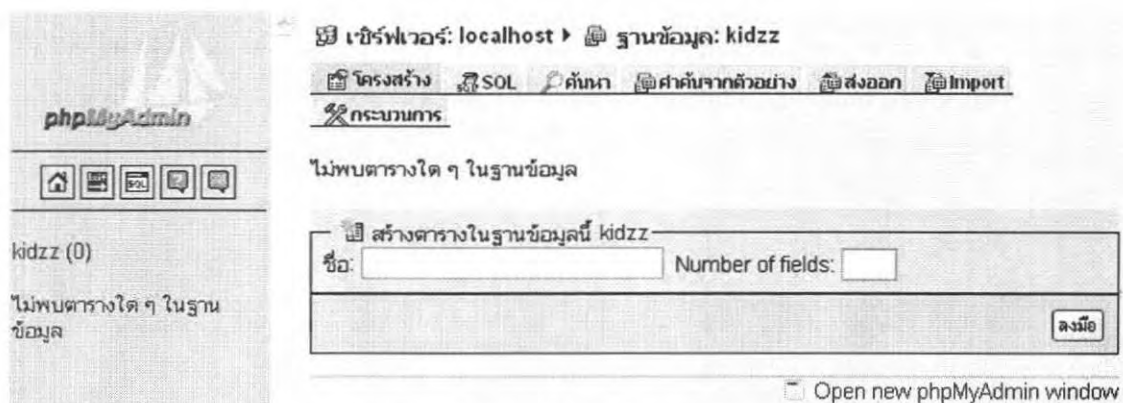 phpMyAdmin
SQL
kidzz (0)
ไม่พบตารางใด ๆ ในฐาน
ข้อมูล
เซิร์ฟเวอร์: localhost ▸ ฐานข้อมูล: kidzz
โครงสร้าง SQL ค้นหา คำค้นจากตัวอย่าง ส่งออก Import
กระบวนการ
ไม่พบตารางใด ๆ ในฐานข้อมูล
สร้างตารางในฐานข้อมูลนี้ kidzz
ชื่อ: Number of fields:
ลงมือ
Open new phpMyAdmin window